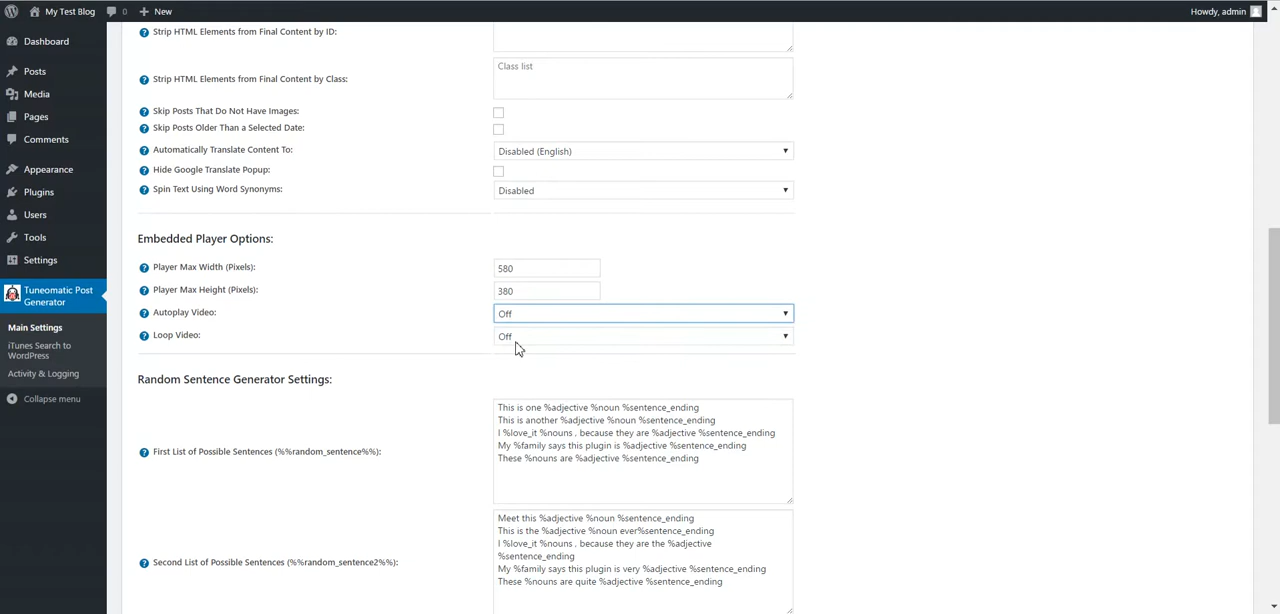 My Test Blog
0
New
Howdy, admin
Dashboard
Posts
Media
Pages
Comments
Appearance
Plugins
Users
Tools
Settings
Tuneomatic Post
Generator
Main Settings
iTunes Search to
WordPress
Activity & Logging
Collapse menu
Strip HTML Elements from Final Content by ID:
Strip HTML Elements from Final Content by Class:
Class list
Skip Posts That Do Not Have Images:
Skip Posts Older Than a Selected Date:
Automatically Translate Content To:
Disabled (English)
Hide Google Translate Popup:
Spin Text Using Word Synonyms:
Disabled
Embedded Player Options:
Player Max Width (Pixels):
580
Player Max Height (Pixels):
380
Autoplay Video:
Off
Loop Video:
Off
Random Sentence Generator Settings:
First List of Possible Sentences (%%random_sentence%%):
This is one %adjective %noun %sentence_ending
This is another %adjective %noun %sentence_ending
I %love_it %nouns , because they are %adjective %sentence_ending
My %family says this plugin is %adjective %sentence_ending
These %nouns are %adjective %sentence_ending
Second List of Possible Sentences (%%random_sentence2%%):
Meet this %adjective %noun %sentence_ending
This is the %adjective %noun ever%sentence_ending
I %love_it %nouns , because they are the %adjective
%sentence_ending
My %family says this plugin is very %adjective %sentence_ending
These %nouns are quite %adjective %sentence_ending